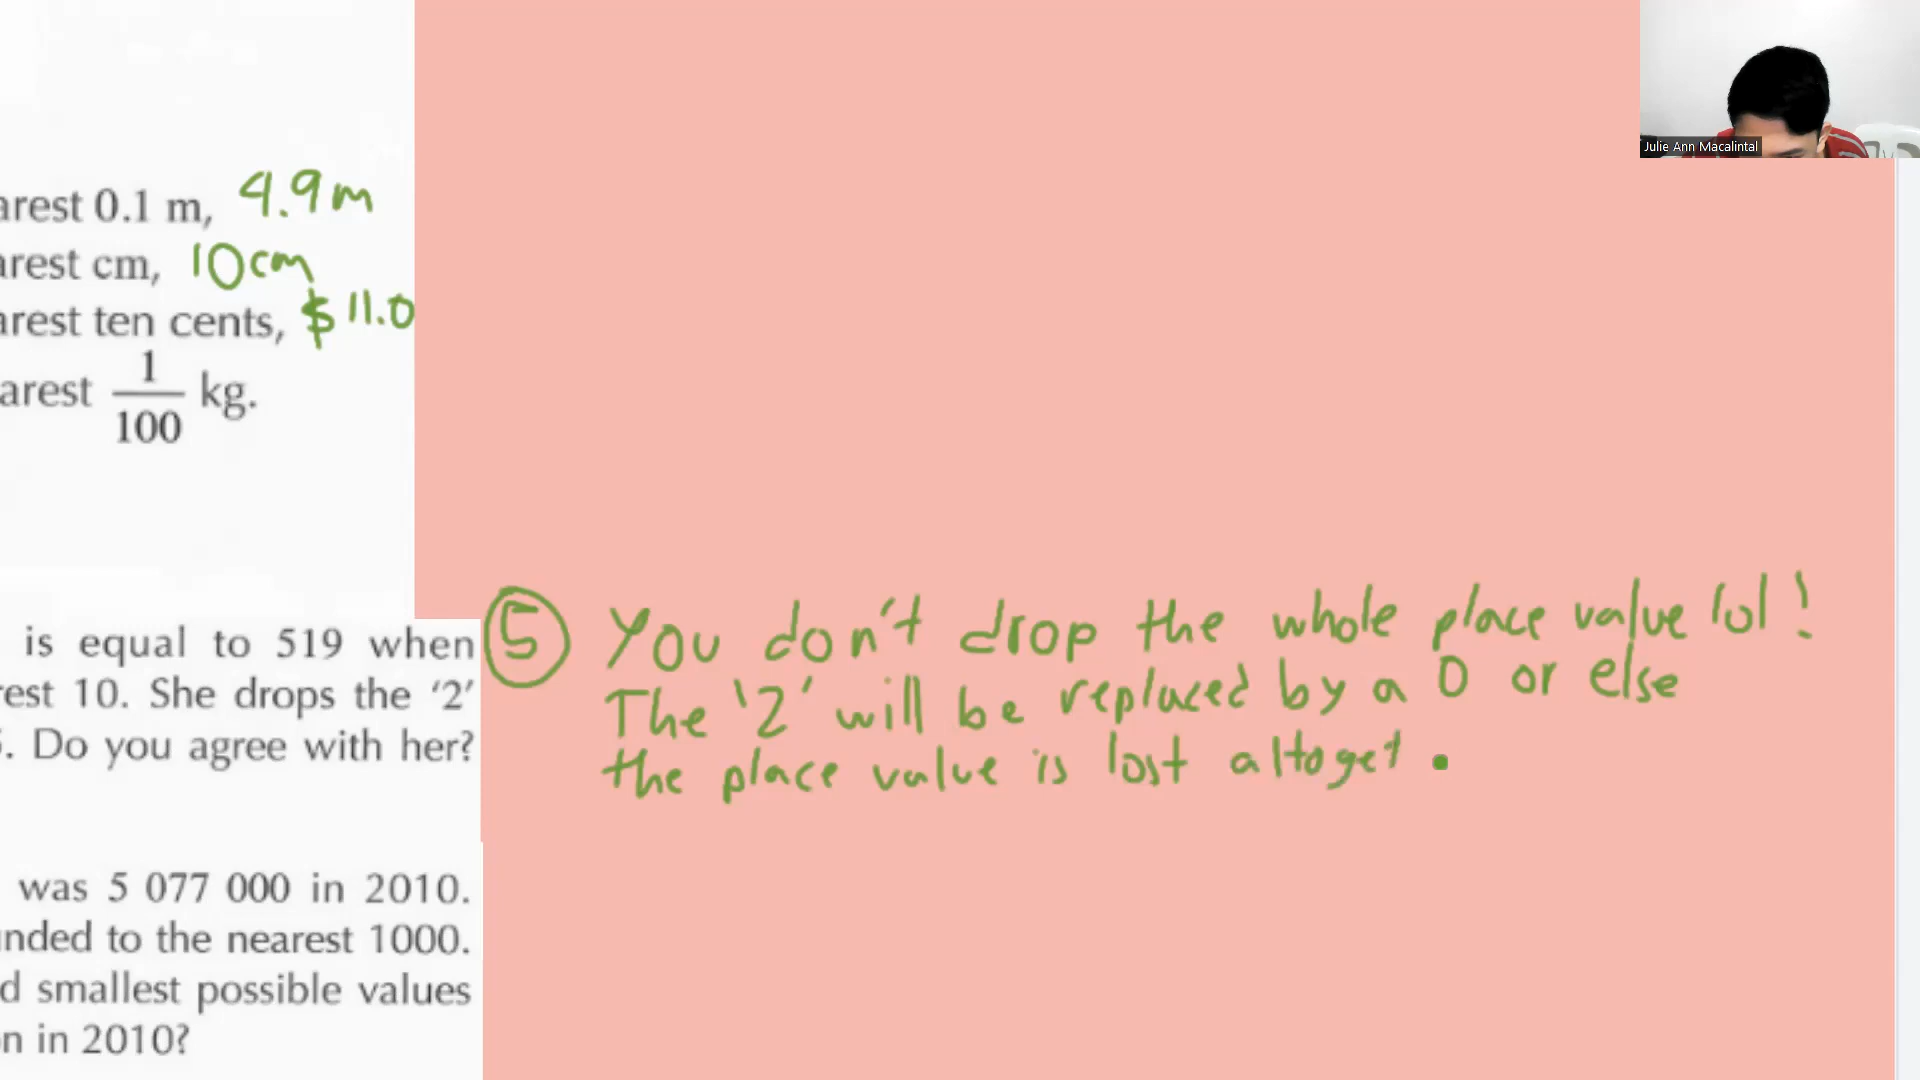 Julie Ann Macalintal
arest 0.1 m, 4.9m
arest cm, 10cm
arest ten cents, $11.0
arest 1/100 kg.
is equal to 519 when
rest 10. She drops the ‘2’
. Do you agree with her?
⑤ You don't drop the whole place value lol!
The '2' will be replaced by a 0 or else
the place value is lost altoget
was 5 077 000 in 2010.
nded to the nearest 1000.
d smallest possible values
n in 2010?